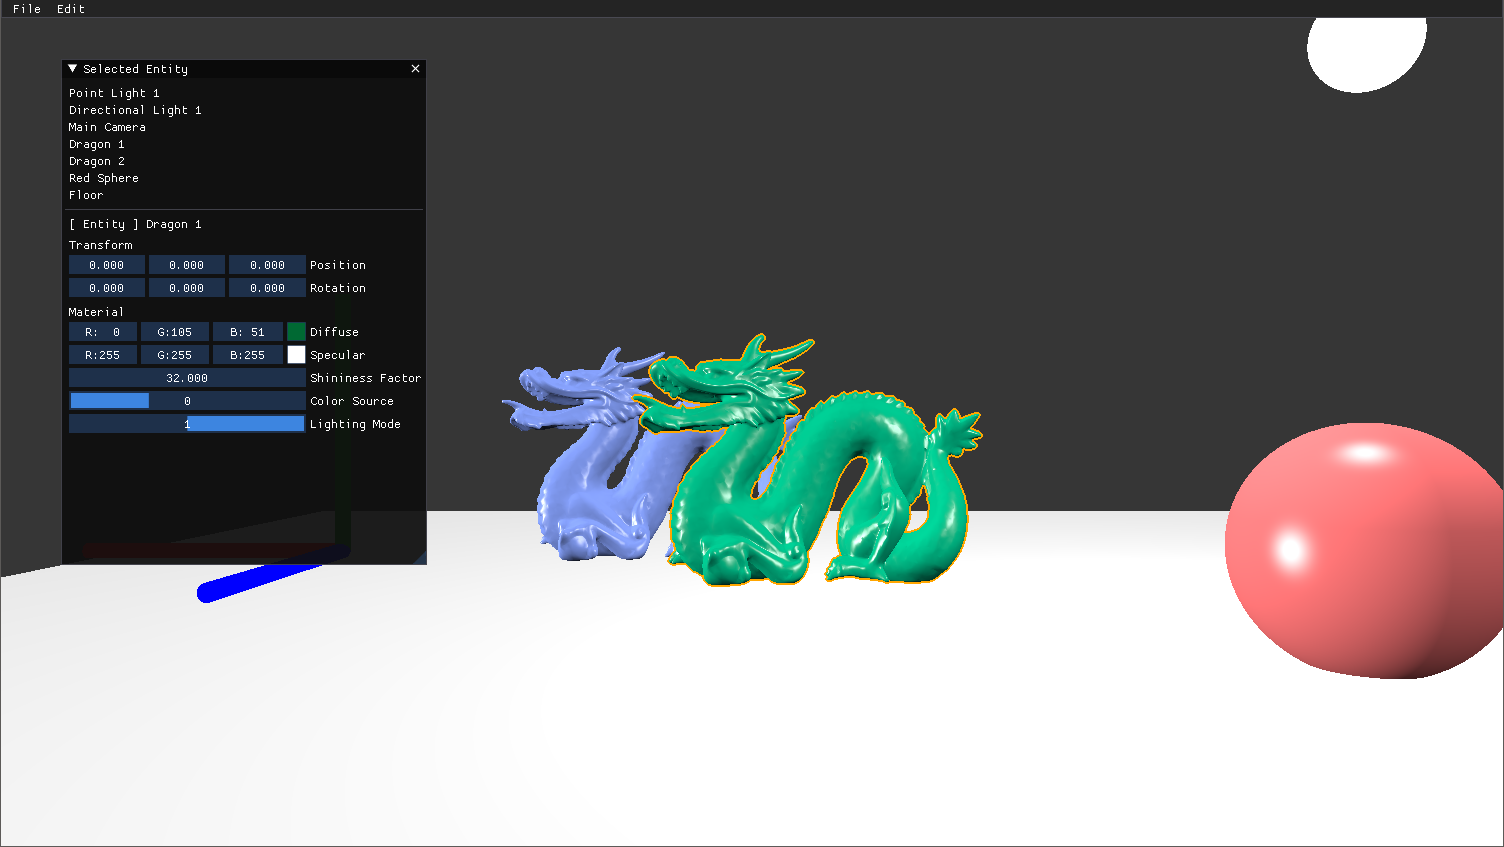 File Edit
Selected Entity
Point Light 1
Directional Light 1
Main Camera
Dragon 1
Dragon 2
Red Sphere
Floor
[ Entity ] Dragon 1
Transform
0.000 0.000 0.000 Position
0.000 0.000 0.000 Rotation
Material
R: 0 G:105 B: 51 Diffuse
R:255 G:255 B:255 Specular
32.000 Shininess Factor
0 Color Source
1 Lighting Mode